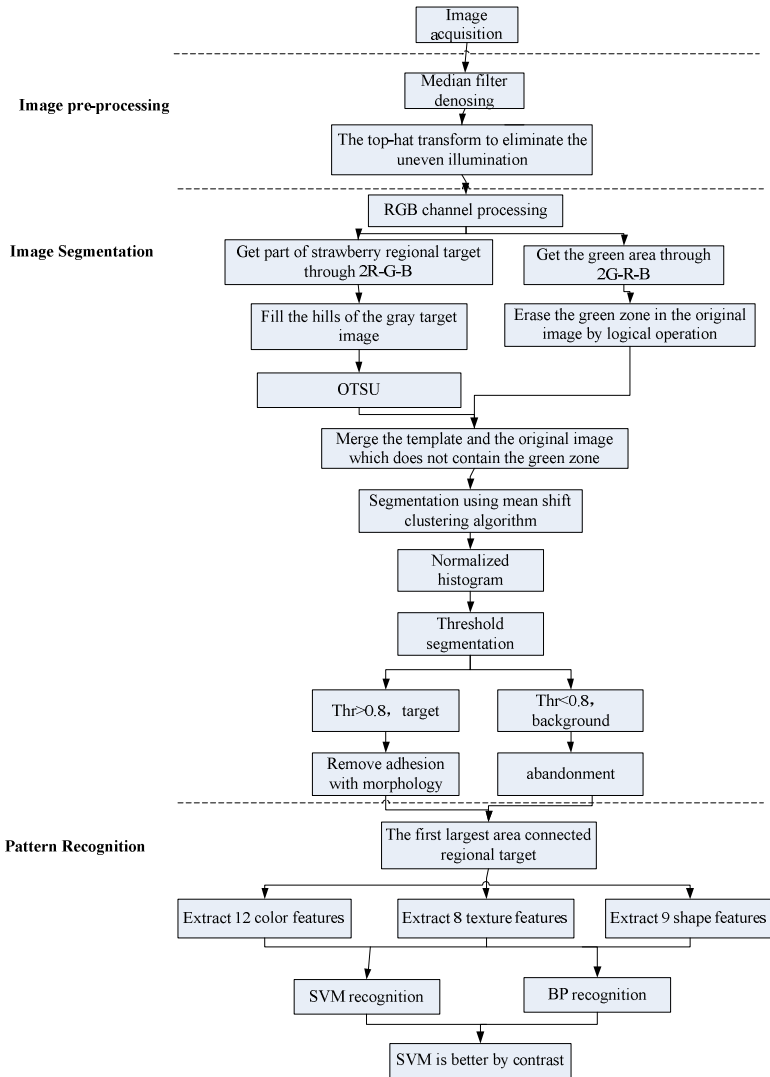 Image
acquisition
Image pre-processing
Median filter
denosing
The top-hat transform to eliminate the
uneven illumination
RGB channel processing
Image Segmentation
Get part of strawberry regional target
through 2R-G-B
Get the green area through
2G-R-B
Fill the hills of the gray target
image
Erase the green zone in the original
image by logical operation
OTSU
Merge the template and the original image
which does not contain the green zone
Segmentation using mean shift
clustering algorithm
Normalized
histogram
Threshold
segmentation
Thr>0.8, target
Thr<0.8,
background
Remove adhesion
with morphology
abandonment
Pattern Recognition
The first largest area connected
regional target
Extract 12 color features
Extract 8 texture features
Extract 9 shape features
SVM recognition
BP recognition
SVM is better by contrast